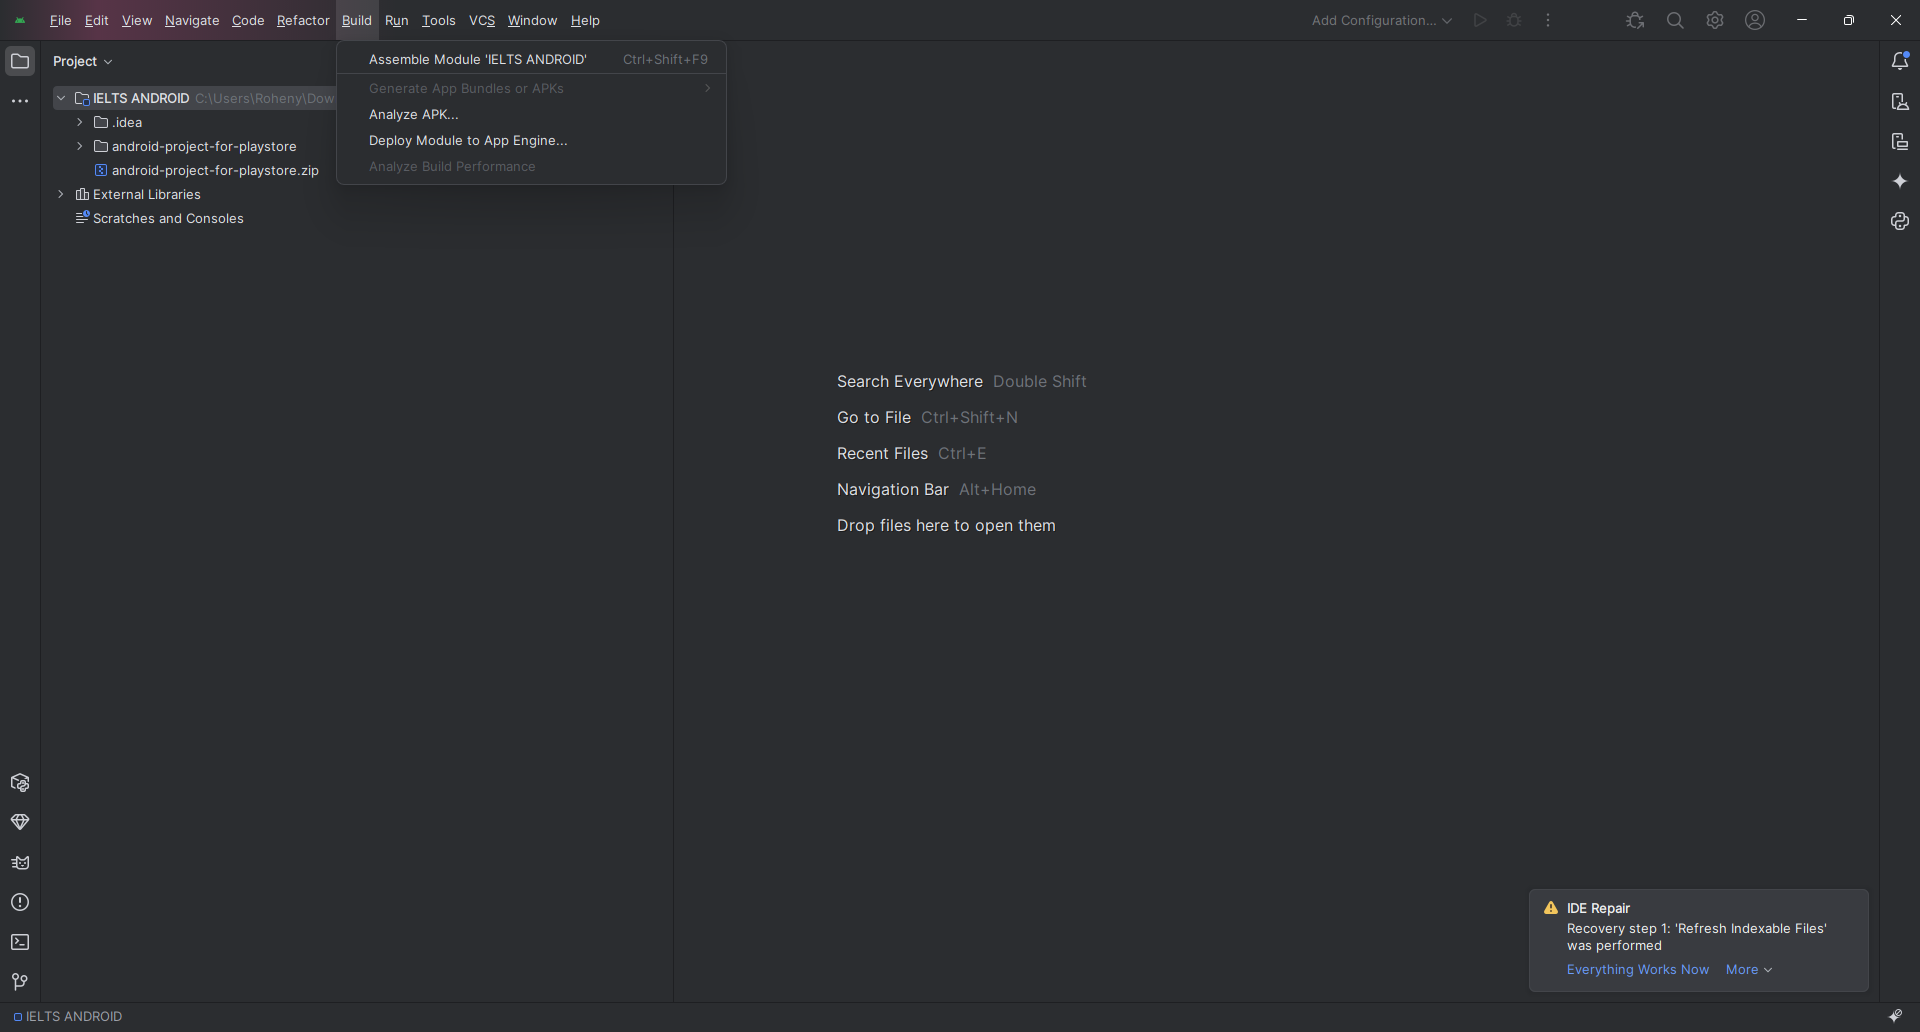 File Edit View Navigate Code Refactor Build Run Tools VCS Window Help Add Configuration...
Project
Assemble Module 'IELTS ANDROID' Ctrl+Shift+F9
Generate App Bundles or APKs
Analyze APK...
Deploy Module to App Engine...
Analyze Build Performance
IELTS ANDROID C:\Users\Roheny\Dow
.idea
android-project-for-playstore
android-project-for-playstore.zip
External Libraries
Scratches and Consoles
Search Everywhere Double Shift
Go to File Ctrl+Shift+N
Recent Files Ctrl+E
Navigation Bar Alt+Home
Drop files here to open them
IDE Repair
Recovery step 1: 'Refresh Indexable Files'
was performed
Everything Works Now More
IELTS ANDROID